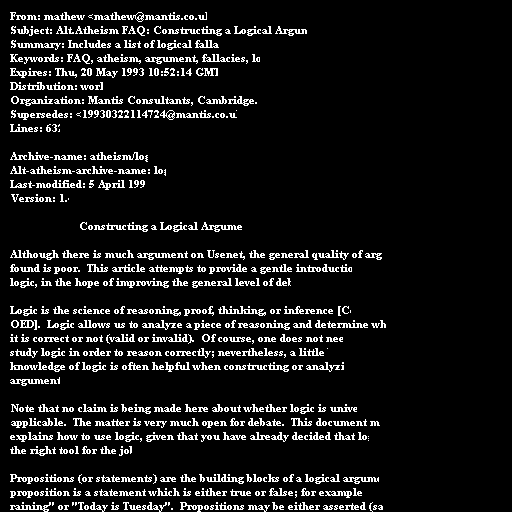 From: mathew <mathew@mantis.co.u
Subject: Alt.Atheism FAQ: Constructing a Logical Argun
Summary: Includes a list of logical falla
Keywords: FAQ, atheism, argument, fallacies, lo
Expires: Thu, 20 May 1993 10:52:14 GMT
Distribution: worl
Organization: Mantis Consultants, Cambridge.
Supersedes: <19930322114724@mantis.co.u
Lines: 63

Archive-name: atheism/lo
Alt-atheism-archive-name: lo
Last-modified: 5 April 199
Version: 1.

Constructing a Logical Argume

Although there is much argument on Usenet, the general quality of arg
found is poor.  This article attempts to provide a gentle introductio
logic, in the hope of improving the general level of del

Logic is the science of reasoning, proof, thinking, or inference [C
OED].  Logic allows us to analyze a piece of reasoning and determine wh
it is correct or not (valid or invalid).  Of course, one does not nee
study logic in order to reason correctly; nevertheless, a little
knowledge of logic is often helpful when constructing or analyzi
argument

Note that no claim is being made here about whether logic is unive
applicable.  The matter is very much open for debate.  This document m
explains how to use logic, given that you have already decided that lo
the right tool for the jo

Propositions (or statements) are the building blocks of a logical argume
proposition is a statement which is either true or false; for example
raining" or "Today is Tuesday".  Propositions may be either asserted (sa